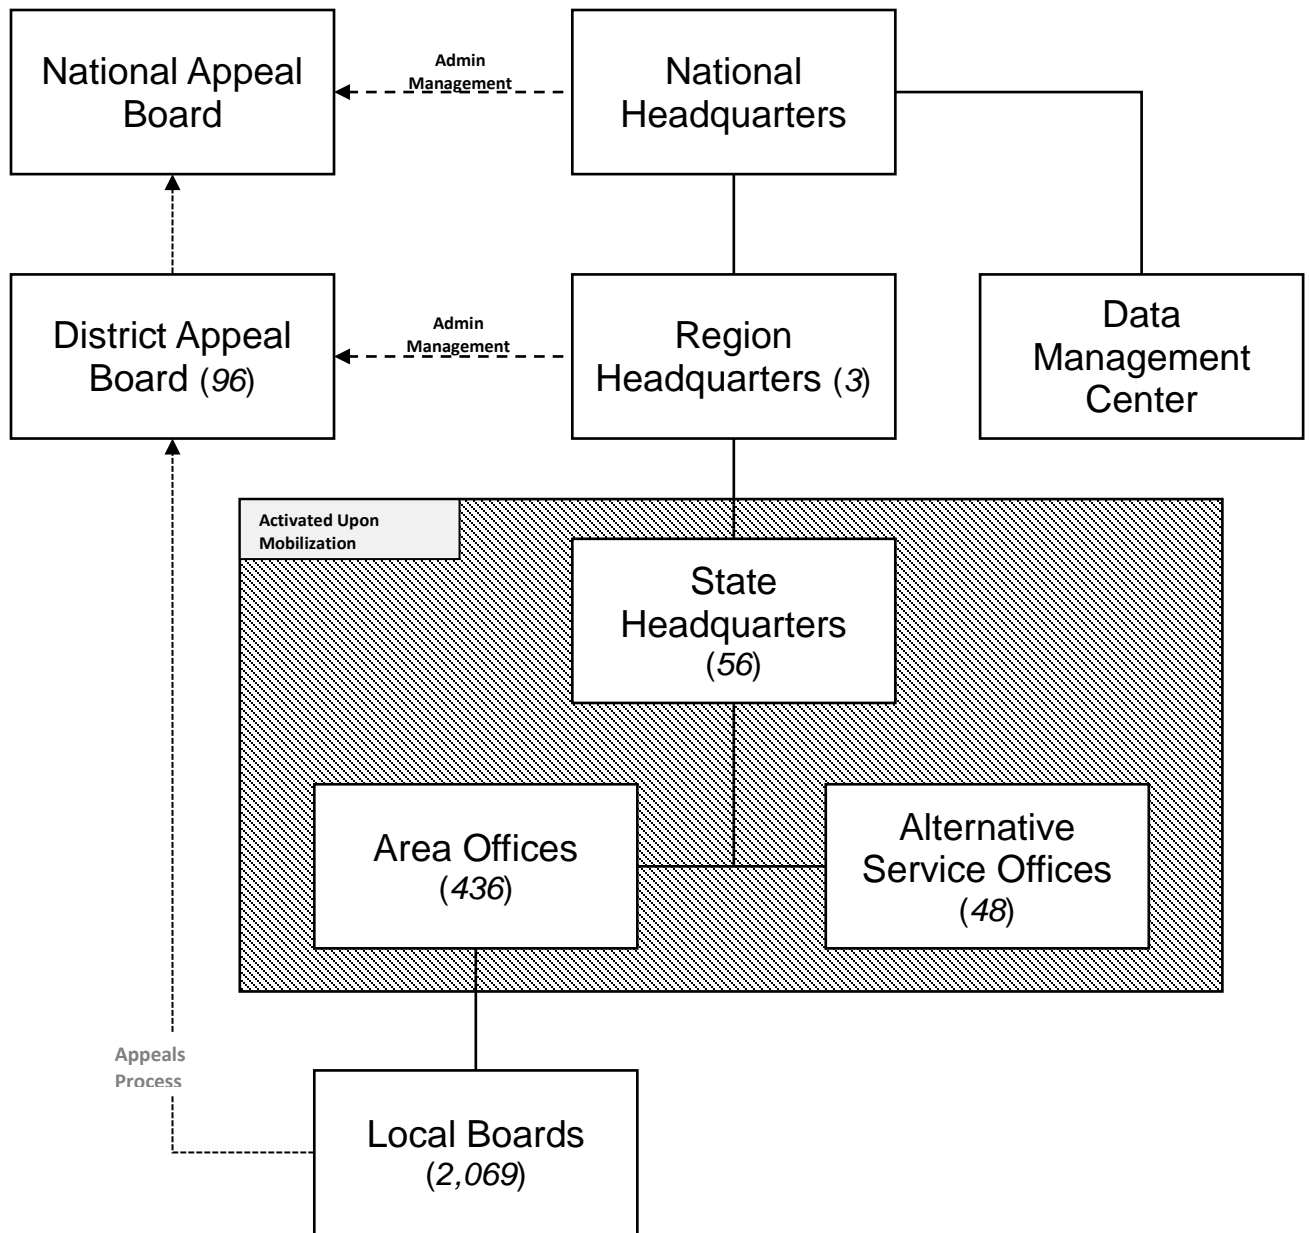 National Appeal
Board
Admin
Management
National
Headquarters
District Appeal
Board (96)
Admin
Management
Region
Headquarters (3)
Data
Management
Center
Activated Upon
Mobilization
State
Headquarters
(56)
Area Offices
(436)
Alternative
Service Offices
(48)
Appeals
Process
Local Boards
(2,069)